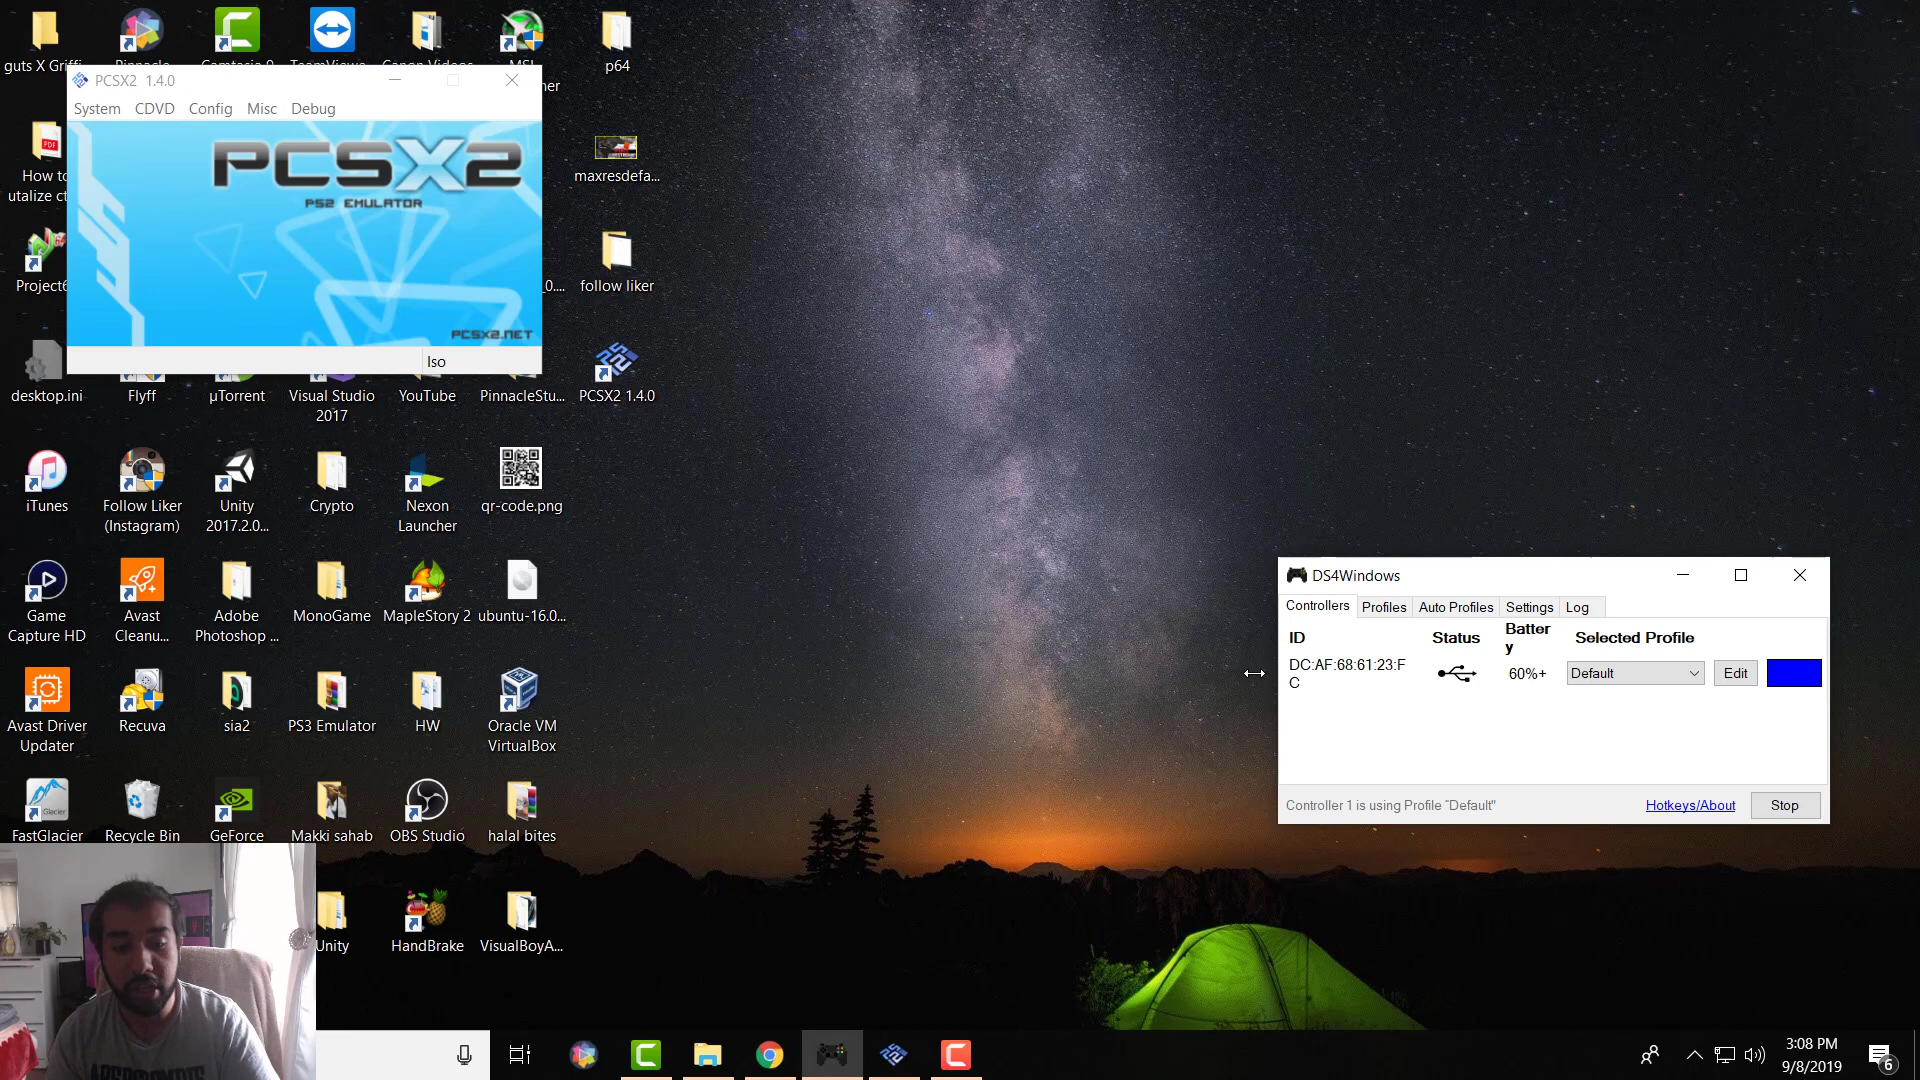 guts X Griffi...
p64
PCSX2 1.4.0
System CDVD Config Misc Debug
PCSX2
PS2 EMULATOR
PCSX2.NET
Iso
PDF
maxresdefa...
follow liker
desktop.ini
Flyff
µTorrent
Visual Studio
2017
YouTube
PinnacleStu...
PCSX2 1.4.0
iTunes
Follow Liker
(Instagram)
Unity
2017.2.0...
Crypto
Nexon
Launcher
qr-code.png
Game
Capture HD
Avast
Cleanu...
Adobe
Photoshop ...
MonoGame
MapleStory 2
ubuntu-16.0...
Avast Driver
Updater
Recuva
sia2
PS3 Emulator
HW
Oracle VM
VirtualBox
Glacier
FastGlacier
Recycle Bin
GeForce
Makki sahab
OBS Studio
halal bites
Unity
HandBrake
VisualBoyA...
DS4Windows
Controllers Profiles Auto Profiles Settings Log
ID Status Batter
y Selected Profile
DC:AF:68:61:23:F
C
60%+ Default Edit
Controller 1 is using Profile "Default" Hotkeys/About Stop
3:08 PM
9/8/2019
6